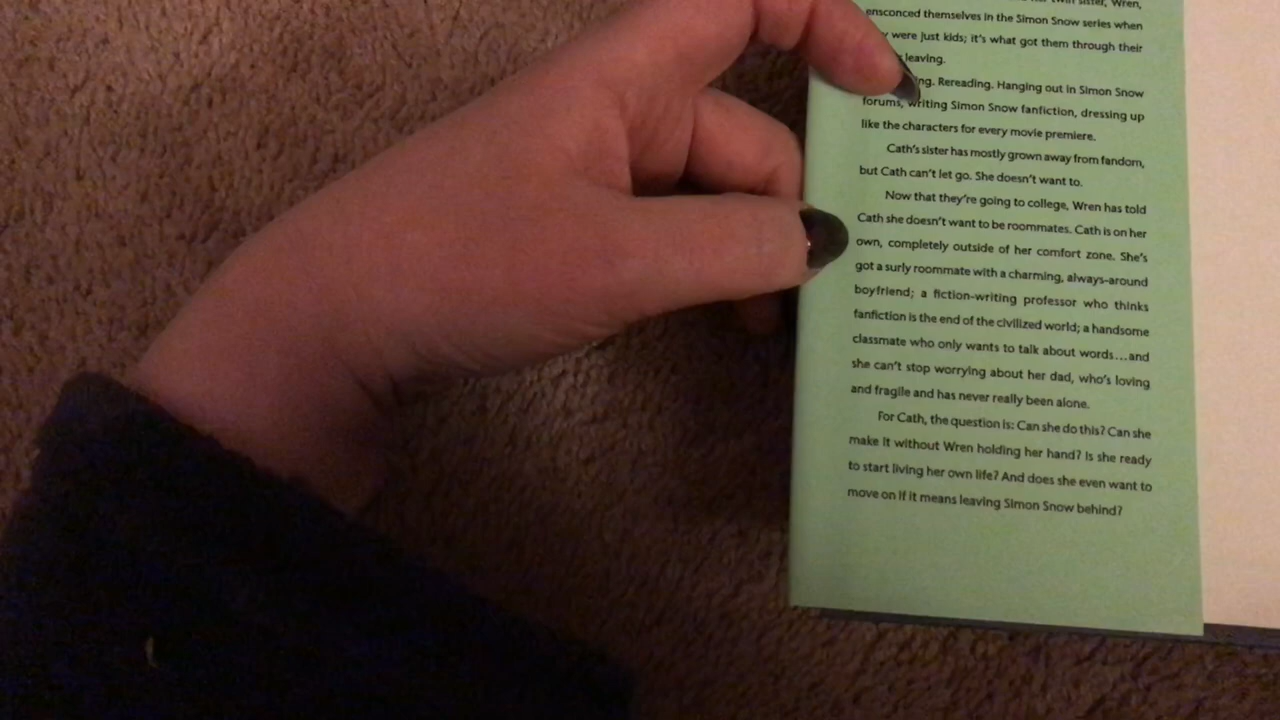 twin sister, Wren,
ensconced themselves in the Simon Snow series when
were just kids; it's what got them through their
leaving.
Rereading. Hanging out in Simon Snow
forums, writing Simon Snow fanfiction, dressing up
like the characters for every movie premiere.
Cath's sister has mostly grown away from fandom,
but Cath can't let go. She doesn't want to.
Now that they're going to college, Wren has told
Cath she doesn't want to be roommates. Cath is on her
own, completely outside of her comfort zone. She's
got a surly roommate with a charming, always-around
boyfriend; a fiction-writing professor who thinks
fanfiction is the end of the civilized world; a handsome
classmate who only wants to talk about words...and
she can't stop worrying about her dad, who's loving
and fragile and has never really been alone.
For Cath, the question is: Can she do this? Can she
make it without Wren holding her hand? Is she ready
to start living her own life? And does she even want to
move on if it means leaving Simon Snow behind?